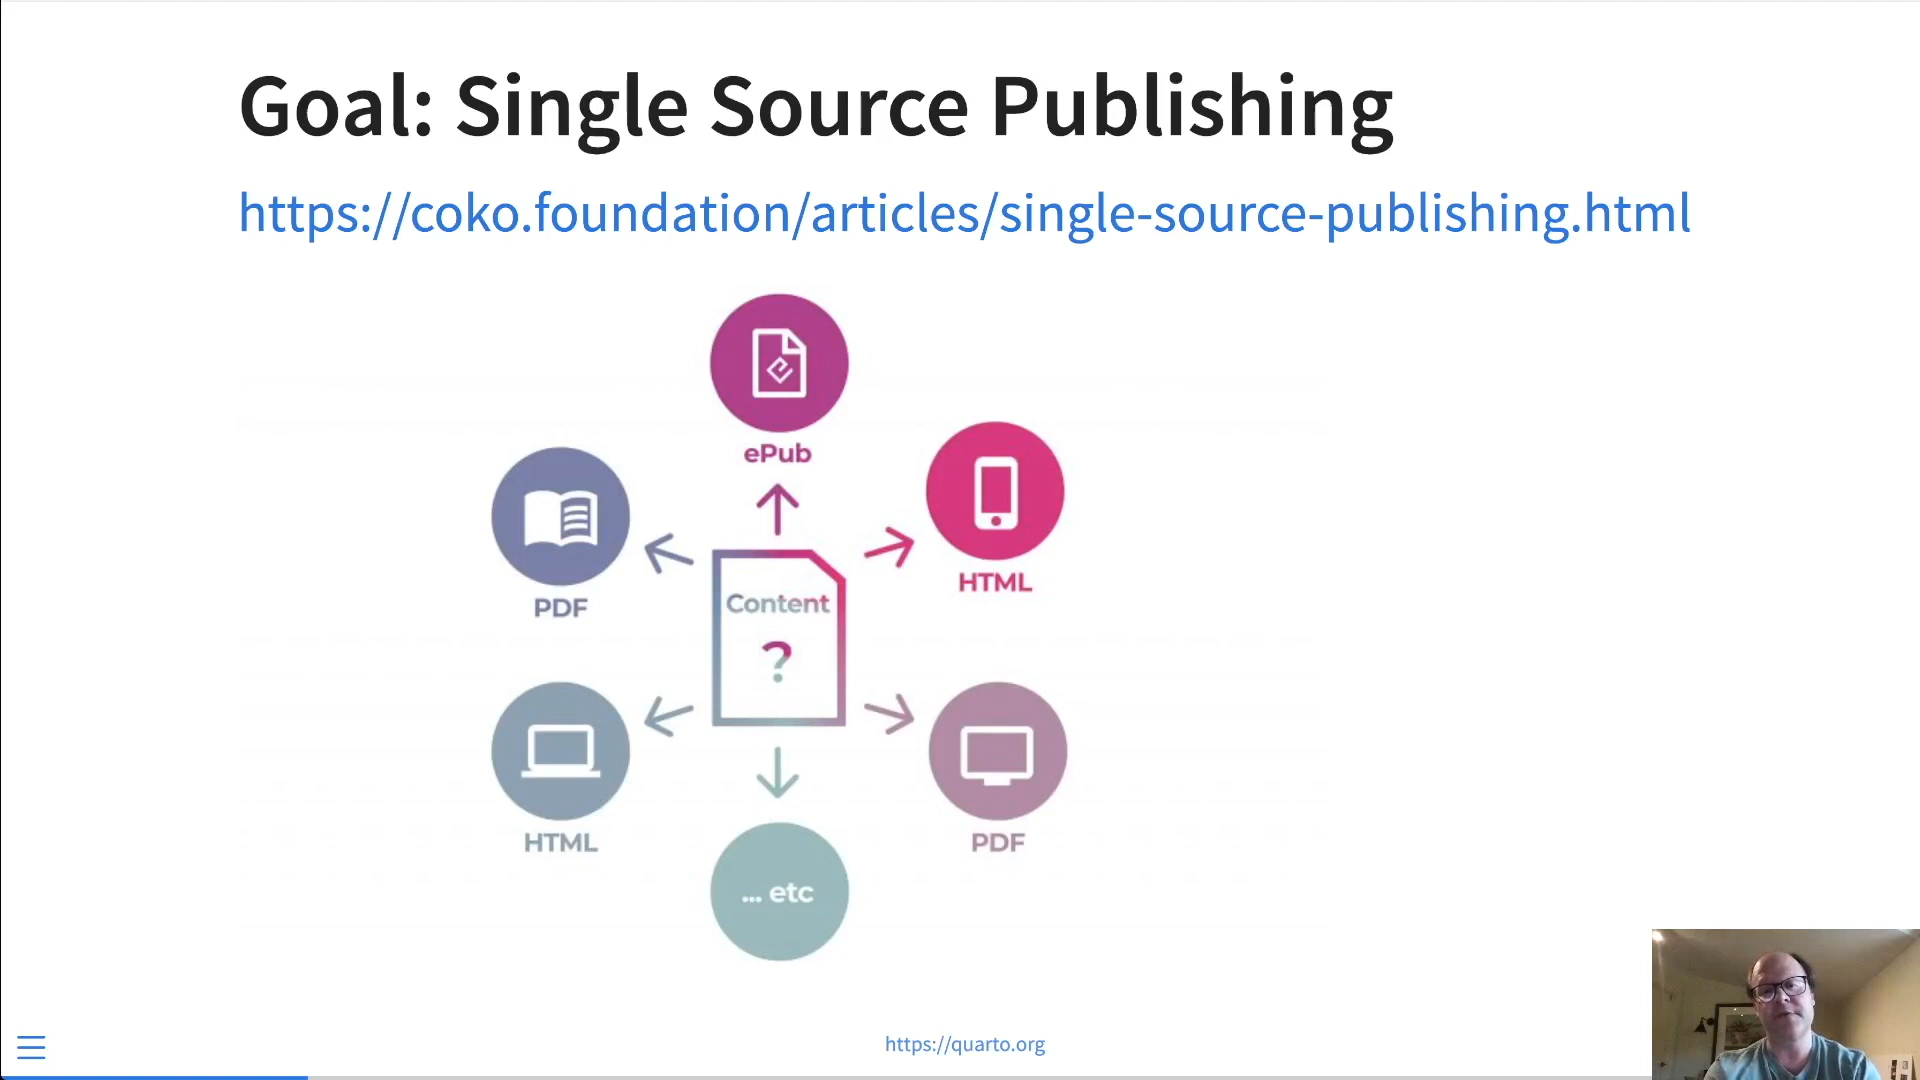 Goal: Single Source Publishing
https://coko.foundation/articles/single-source-publishing.html
ePub
HTML
PDF
Content
?
HTML
PDF
... etc
https://quarto.org